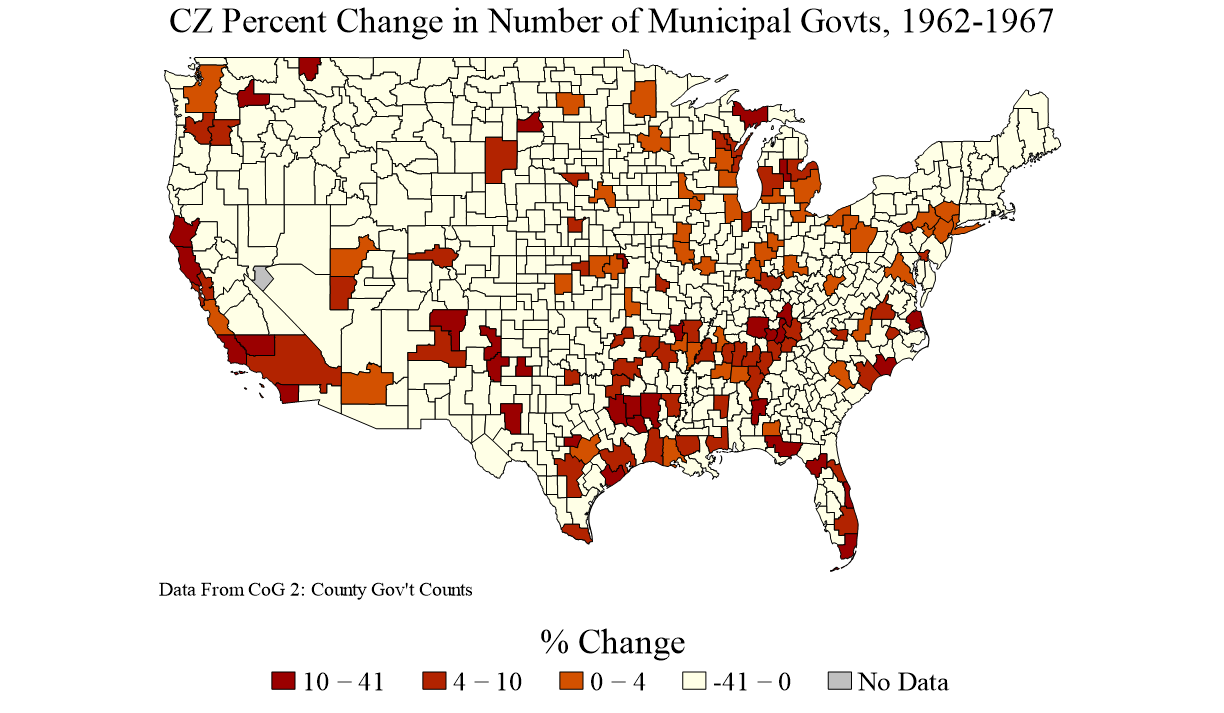 CZ Percent Change in Number of Municipal Govts, 1962-1967
Data From CoG 2: County Gov't Counts
% Change
10 – 41 4 – 10 0 – 4 -41 – 0 No Data